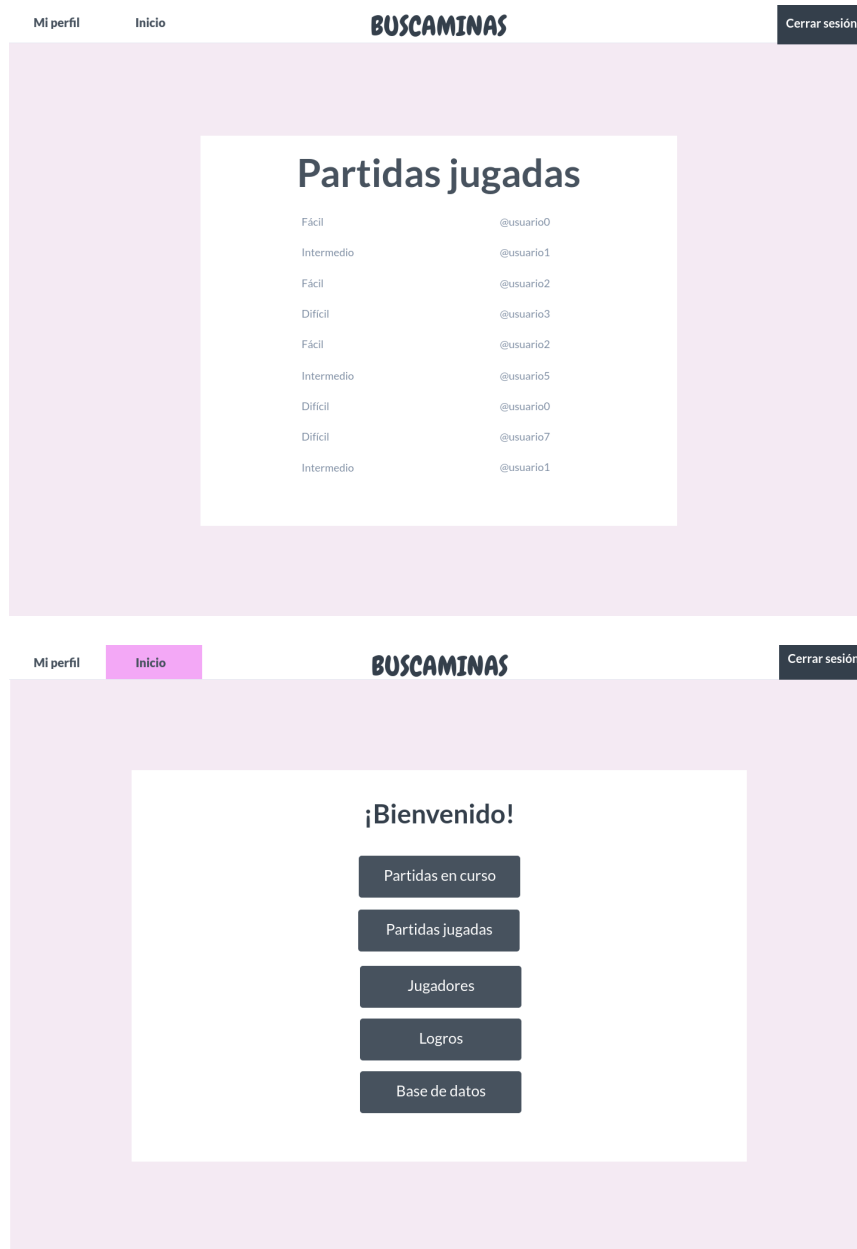 Mi perfil Inicio BUSCAMINAS Cerrar sesión
Partidas jugadas
Fácil @usuario0
Intermedio @usuario1
Fácil @usuario2
Difícil @usuario3
Fácil @usuario2
Intermedio @usuario5
Difícil @usuario0
Difícil @usuario7
Intermedio @usuario1
Mi perfil Inicio BUSCAMINAS Cerrar sesión
¡Bienvenido!
Partidas en curso
Partidas jugadas
Jugadores
Logros
Base de datos